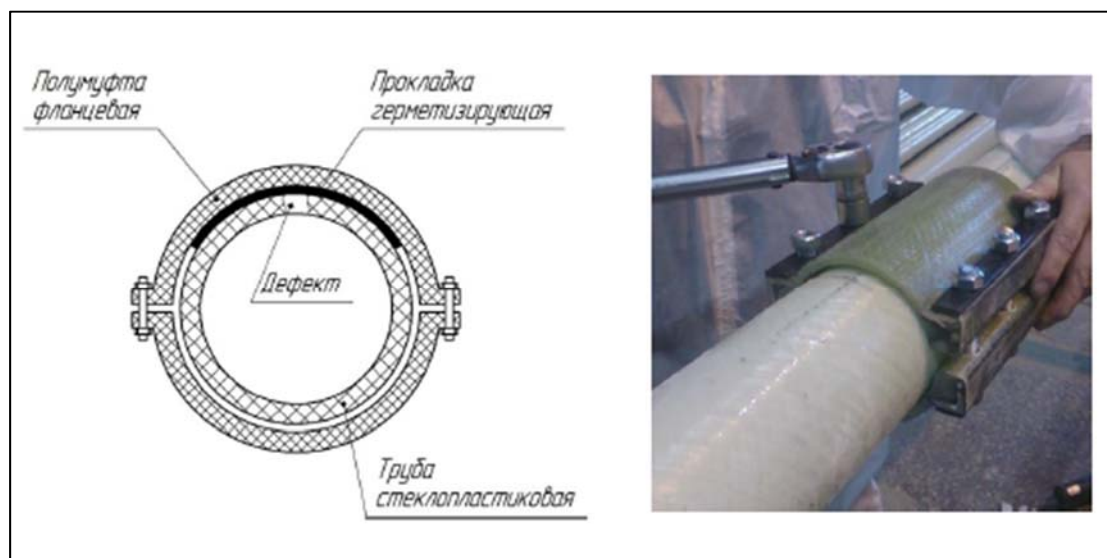 Полумуфта
фланцевая
Прокладка
герметизирующая
Дефект
Труба
стеклопластиковая